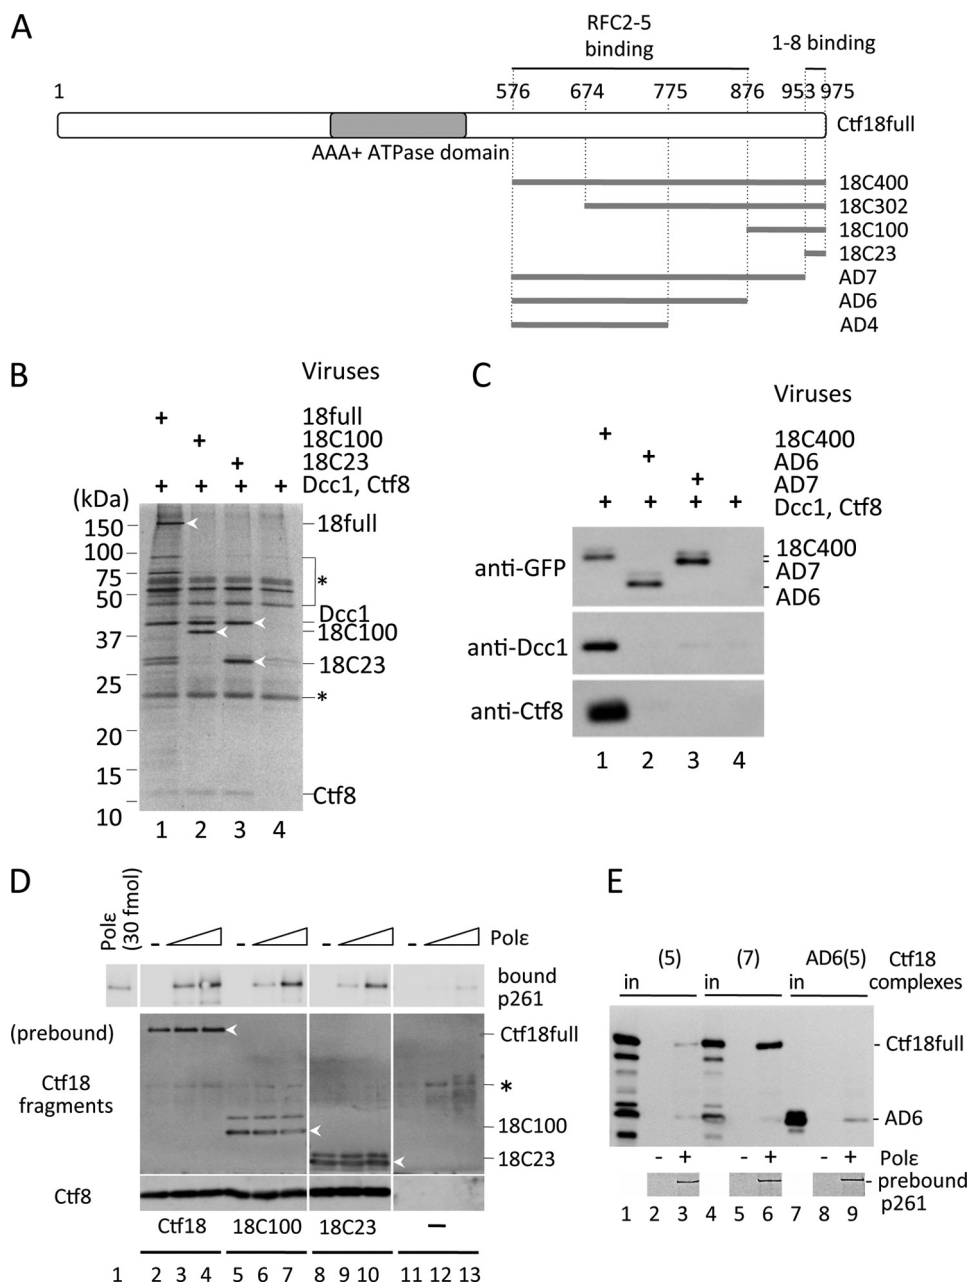 A
RFC2-5
binding
1-8 binding
1 576 674 775 876 953 975
Ctf18full
AAA+ ATPase domain
18C400
18C302
18C100
18C23
AD7
AD6
AD4
B
Viruses
+ 18full
+ 18C100
+ 18C23
+ + + + Dcc1, Ctf8
(kDa)
150
100
75
50
37
25
20
15
10
18full
*
Dcc1
18C100
18C23
*
Ctf8
1 2 3 4
C
Viruses
+ 18C400
+ AD6
+ AD7
+ + + + Dcc1, Ctf8
anti-GFP
18C400
AD7
AD6
anti-Dcc1
anti-Ctf8
1 2 3 4
D
Polε
(30 fmol)
- - - - Polε
bound
p261
(prebound)
Ctf18
fragments
Ctf18full
*
18C100
18C23
Ctf8
Ctf18 18C100 18C23 –
1 2 3 4 5 6 7 8 9 10 11 12 13
E
(5) (7) AD6(5) Ctf18
complexes
in in in
Ctf18full
AD6
- + - + - + Polε
prebound
p261
1 2 3 4 5 6 7 8 9